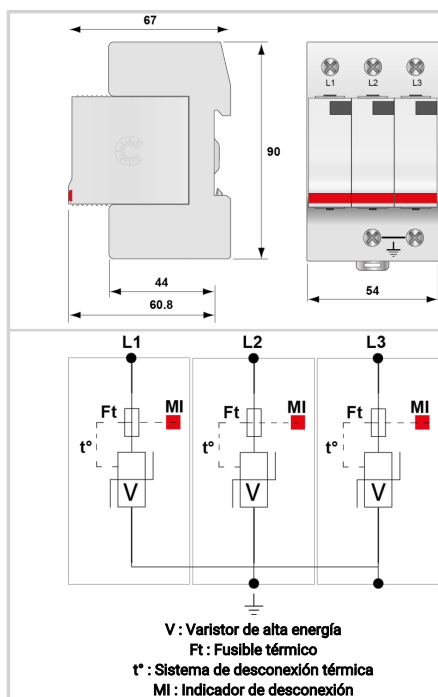 67
L1 L2 L3
90
44
60.8
54
L1 L2 L3
Ft MI Ft MI Ft MI
t° t° t°
V V V
V : Varistor de alta energía
Ft : Fusible térmico
t° : Sistema de desconexión térmica
MI : Indicador de desconexión